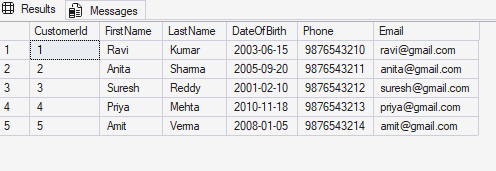 Results Messages
CustomerId FirstName LastName DateOfBirth Phone Email
1 1 Ravi Kumar 2003-06-15 9876543210 ravi@gmail.com
2 2 Anita Sharma 2005-09-20 9876543211 anita@gmail.com
3 3 Suresh Reddy 2001-02-10 9876543212 suresh@gmail.com
4 4 Priya Mehta 2010-11-18 9876543213 priya@gmail.com
5 5 Amit Verma 2008-01-05 9876543214 amit@gmail.com